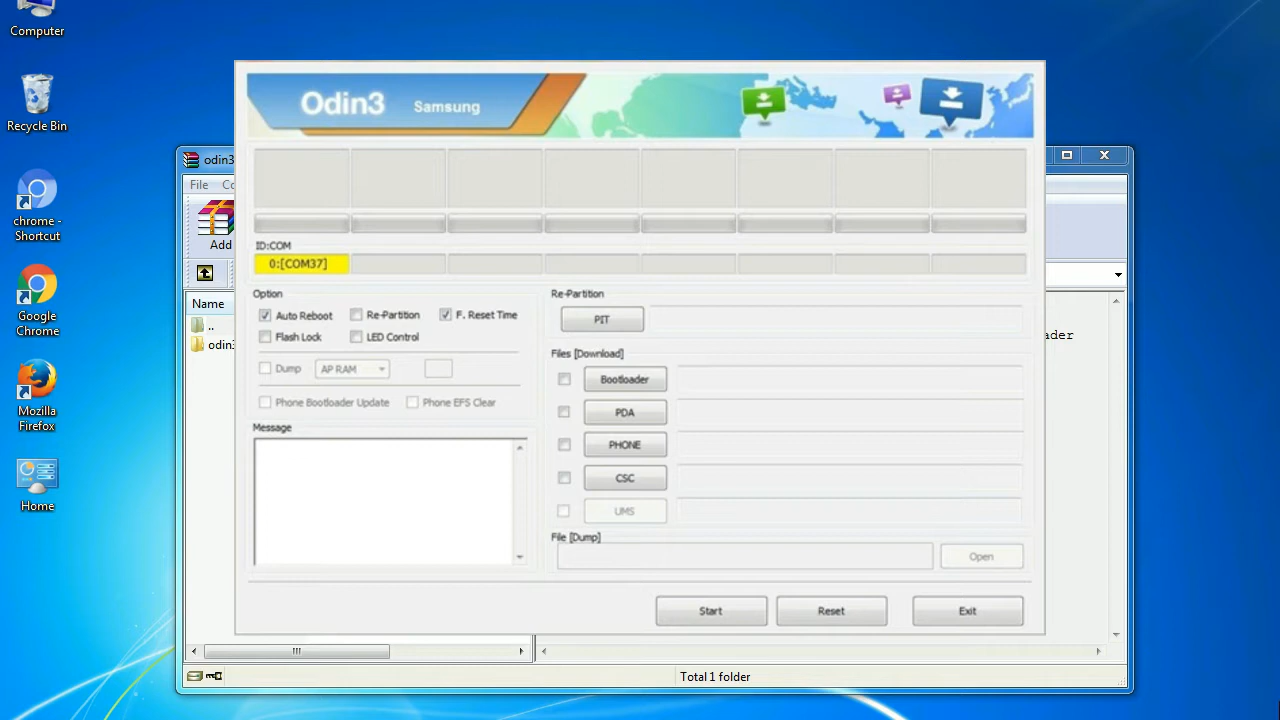 Computer
Recycle Bin
chrome -
Shortcut
Google
Chrome
Mozilla
Firefox
Home
odin3
File Co
Add
Name
..
odin3
ader
Total 1 folder
Odin3 Samsung
ID:COM
0:[COM37]
Option
Auto Reboot Re-Partition F. Reset Time
Flash Lock LED Control
Dump AP RAM
Phone Bootloader Update Phone EFS Clear
Message
Re-Partition
PIT
Files [Download]
Bootloader
PDA
PHONE
CSC
UMS
File [Dump]
Open
Start Reset Exit